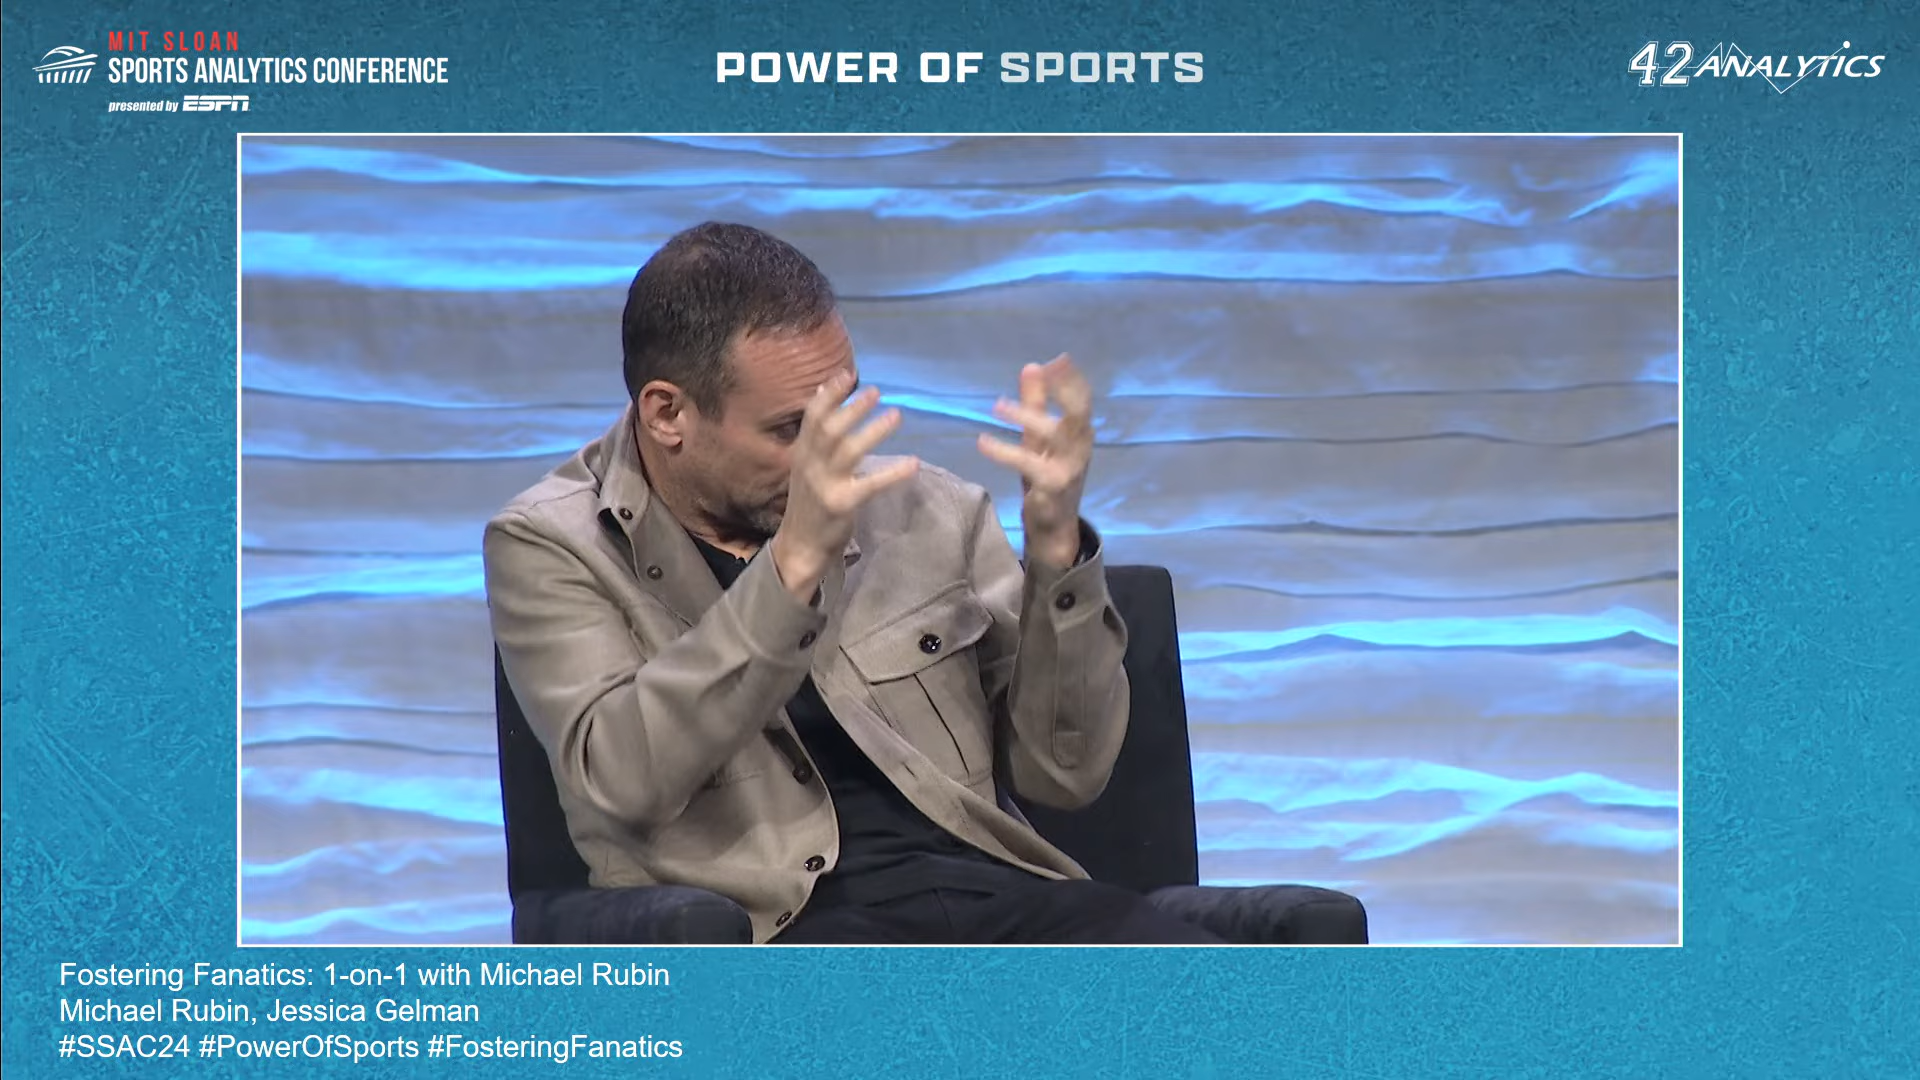 MIT SLOAN
SPORTS ANALYTICS CONFERENCE
presented by ESPN
POWER OF SPORTS
42 ANALYTICS
Fostering Fanatics: 1-on-1 with Michael Rubin
Michael Rubin, Jessica Gelman
#SSAC24 #PowerOfSports #FosteringFanatics